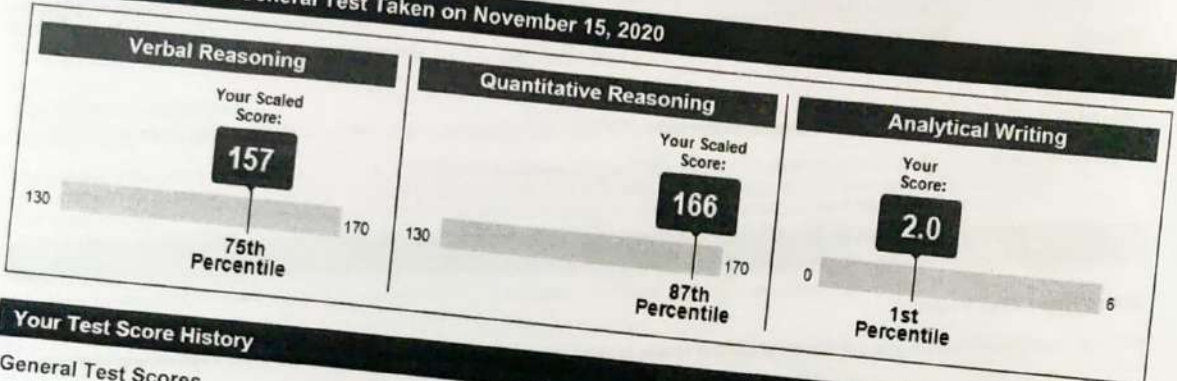 General Test Taken on November 15, 2020
Verbal Reasoning
Your Scaled
Score:
157
130
170
75th
Percentile
Quantitative Reasoning
Your Scaled
Score:
166
130
170
87th
Percentile
Analytical Writing
Your
Score:
2.0
0
6
1st
Percentile
Your Test Score History
General Test Scores